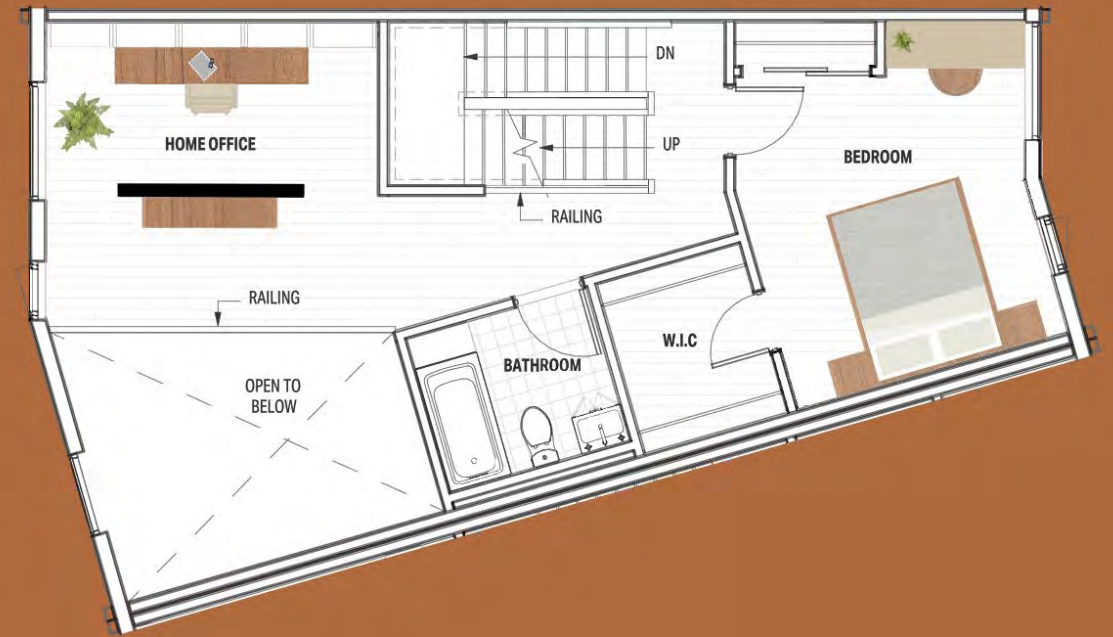 DN
HOME OFFICE
UP
BEDROOM
RAILING
RAILING
W.I.C
BATHROOM
OPEN TO
BELOW